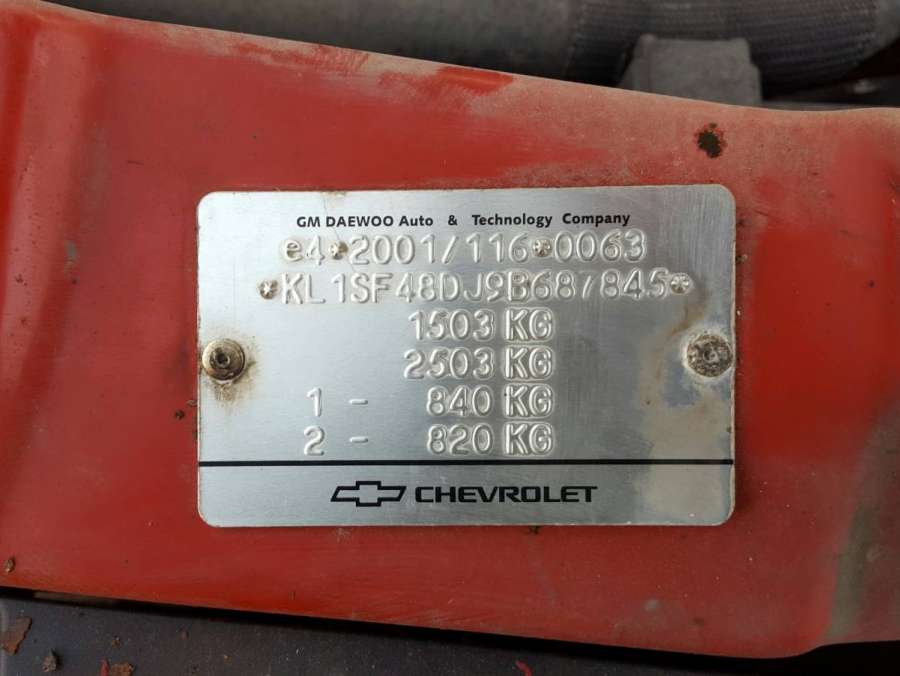 GM DAEWOO Auto & Technology Company
e4*2001/116*0063
*KL1SF48DJ9B687845*
1503 KG
2503 KG
1 - 840 KG
2 - 820 KG
CHEVROLET